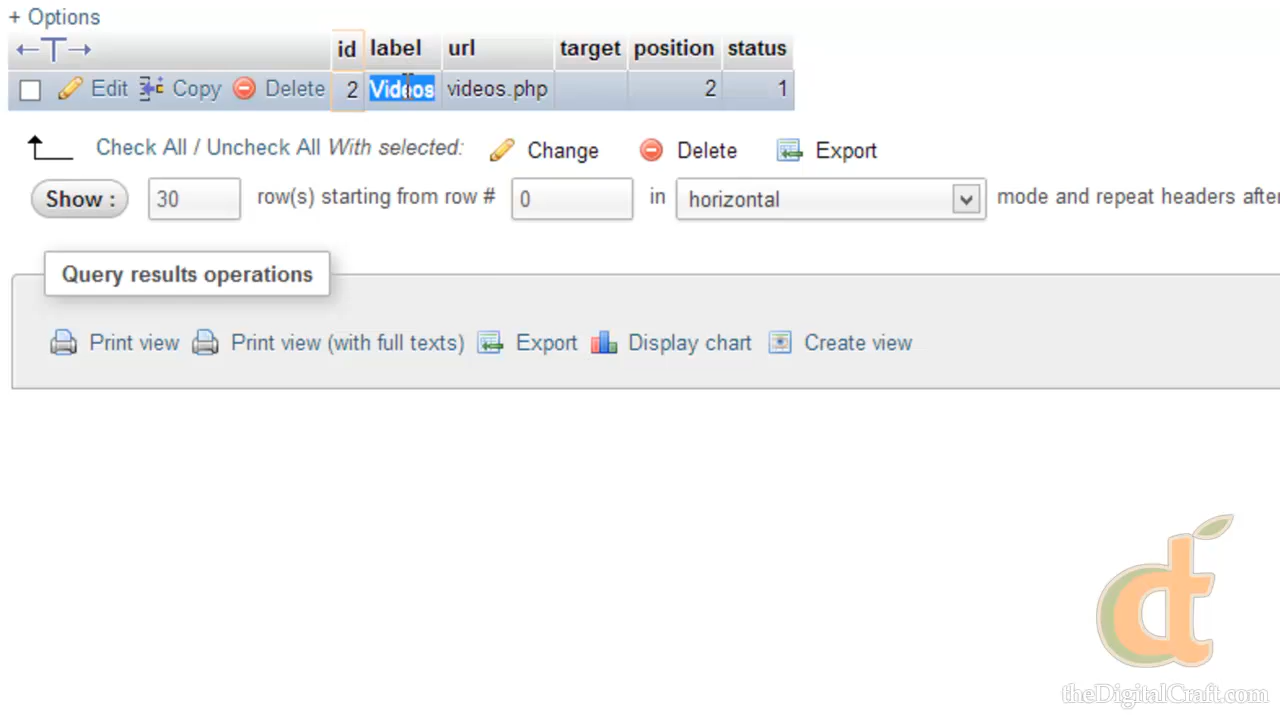 + Options
←T→ id label url target position status
Edit Copy Delete 2 Videos videos.php 2 1
Check All / Uncheck All With selected: Change Delete Export
Show : 30 row(s) starting from row # 0 in horizontal mode and repeat headers after
Query results operations
Print view Print view (with full texts) Export Display chart Create view
theDigitalCraft.com